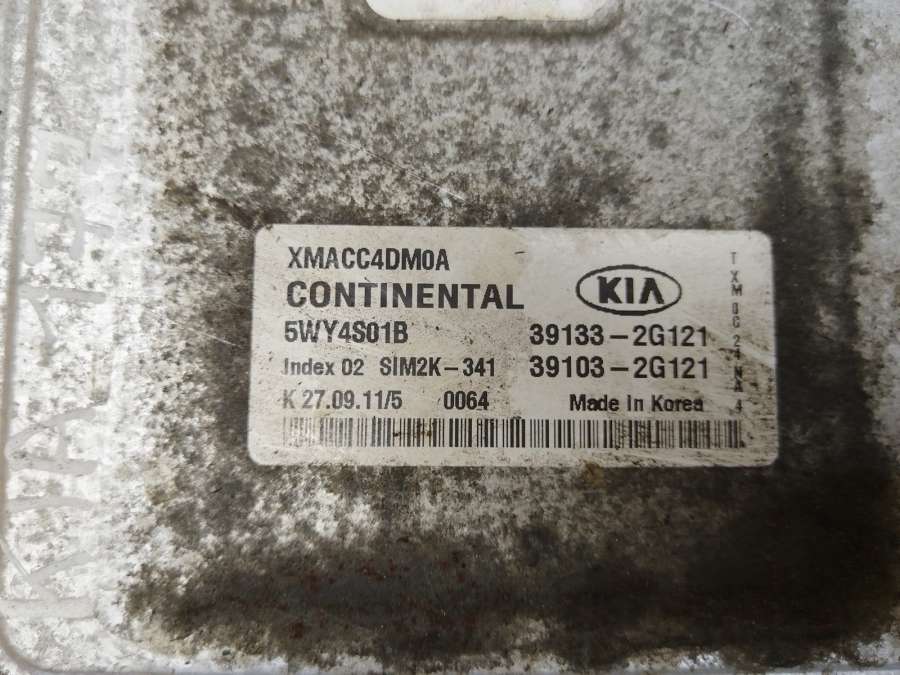 XMACC4DM0A
CONTINENTAL
KIA
5WY4S01B 39133-2G121
Index 02 SIM2K-341 39103-2G121
K 27.09.11/5 0064 Made In Korea